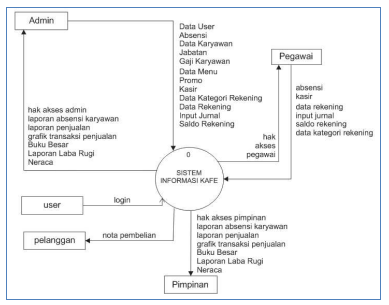 Admin
Data User
Absensi
Data Karyawan
Jabatan
Gaji Karyawan
Data Menu
Promo
Kasir
Data Kategori Rekening
Data Rekening
Input Jurnal
Saldo Rekening
Pegawai
absensi
kasir
data rekening
input jurnal
saldo rekening
data kategori rekening
hak akses admin
laporan absensi karyawan
laporan penjualan
grafik transaksi penjualan
Buku Besar
Laporan Laba Rugi
Neraca
hak
akses
pegawai
0
SISTEM
INFORMASI KAFE
user
login
pelanggan
nota pembelian
hak akses pimpinan
laporan absensi karyawan
laporan penjualan
grafik transaksi penjualan
Buku Besar
Laporan Laba Rugi
Neraca
Pimpinan